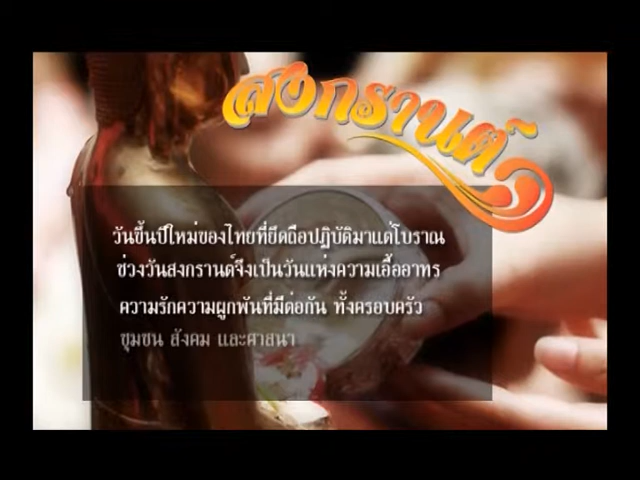 สงกรานต์
วันขึ้นปีใหม่ของไทยที่ยึดถือปฏิบัติมาแต่โบราณ
ช่วงวันสงกรานต์จึงเป็นวันแห่งความเอื้ออาทร
ความรักความผูกพันที่มีต่อกัน ทั้งครอบครัว
ชุมชน สังคม และศาสนา